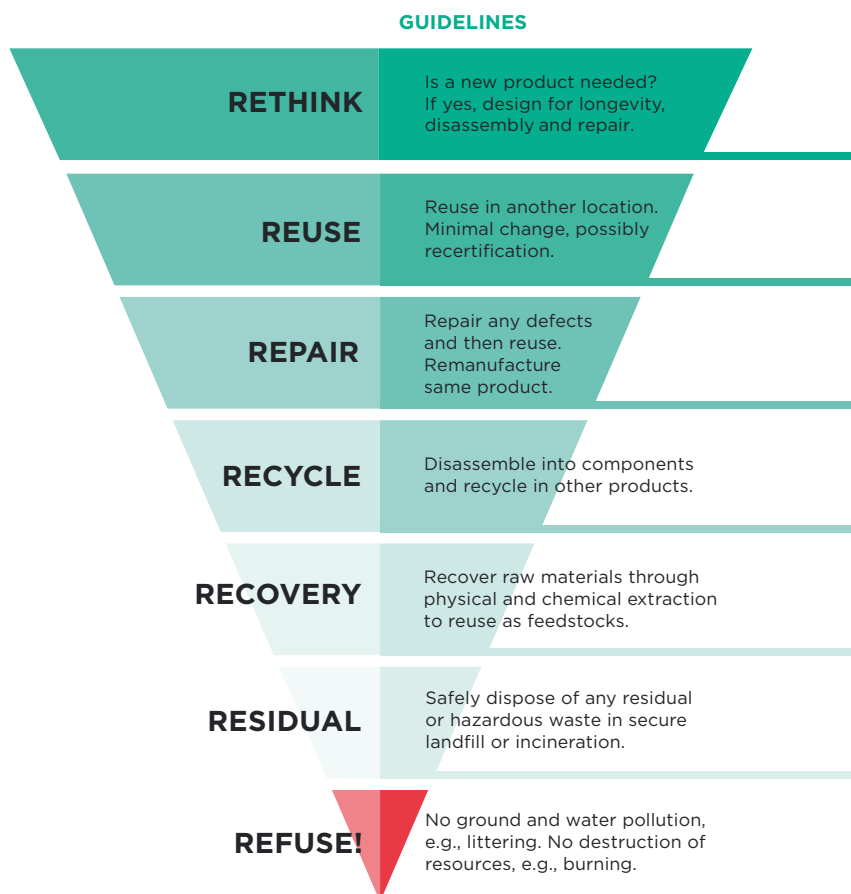 GUIDELINES
RETHINK
Is a new product needed?
If yes, design for longevity,
disassembly and repair.
REUSE
Reuse in another location.
Minimal change, possibly
recertification.
REPAIR
Repair any defects
and then reuse.
Remanufacture
same product.
RECYCLE
Disassemble into components
and recycle in other products.
RECOVERY
Recover raw materials through
physical and chemical extraction
to reuse as feedstocks.
RESIDUAL
Safely dispose of any residual
or hazardous waste in secure
landfill or incineration.
REFUSE!
No ground and water pollution,
e.g., littering. No destruction of
resources, e.g., burning.